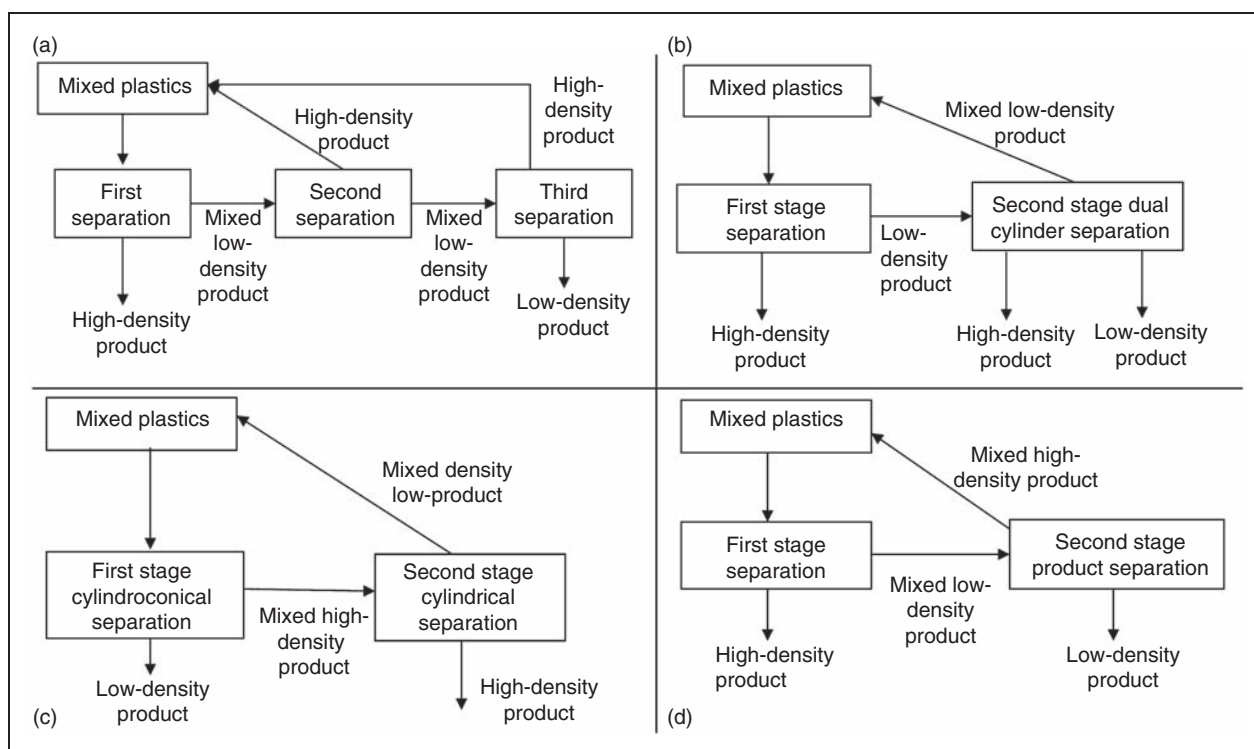 (a)
Mixed plastics
High-
density
product
High-density
product
First
separation
Mixed
low-
density
product
Second
separation
Mixed
low-
density
product
Third
separation
High-density
product
Low-density
product
(b)
Mixed plastics
Mixed low-density
product
First stage
separation
Low-
density
product
Second stage dual
cylinder separation
High-density
product
High-density
product
Low-density
product
(c)
Mixed plastics
Mixed density
low-product
First stage
cylindroconical
separation
Mixed high-
density
product
Second stage
cylindrical
separation
Low-density
product
High-density
product
(d)
Mixed plastics
Mixed high-
density product
First stage
separation
Mixed low-
density
product
Second stage
product separation
High-density
product
Low-density
product